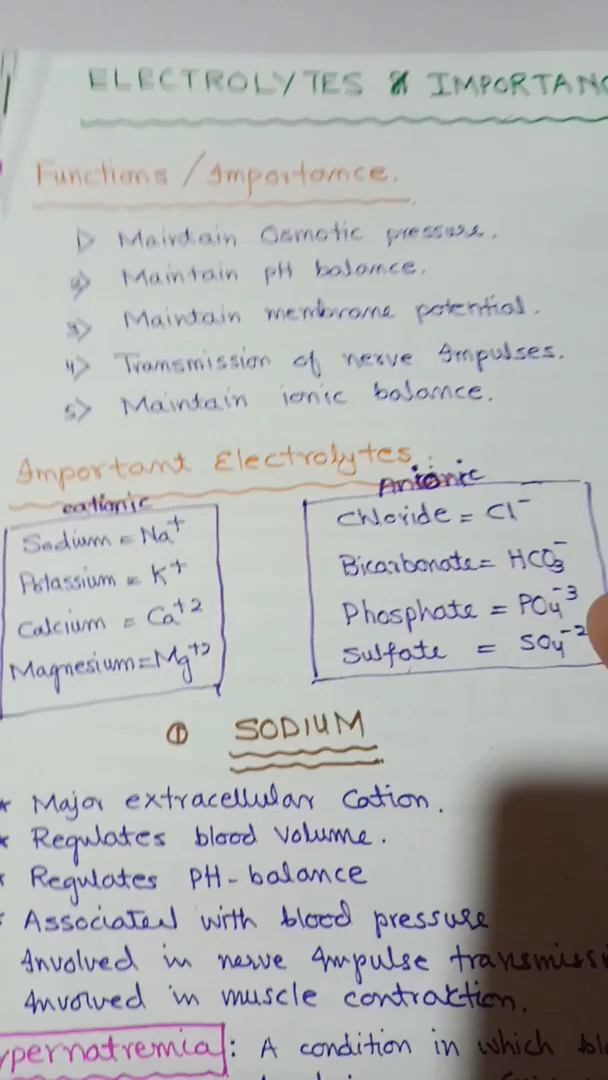 ELECTROLYTES & IMPORTANC
Functions / Importance.
1> Maintain Osmotic pressure.
2> Maintain pH balance.
3> Maintain membrane potential.
4> Transmission of nerve Impulses.
5> Maintain ionic balance.
Important Electrolytes
cationic
Sodium = Na⁺
Potassium = K⁺
Calcium = Ca⁺²
Magnesium = Mg⁺²
Anionic
Chloride = Cl⁻
Bicarbonate = HCO₃⁻
Phosphate = PO₄⁻³
Sulfate = SO₄⁻²
① SODIUM
* Major extracellular Cation.
* Regulates blood Volume.
* Regulates PH-balance
* Associated with blood pressure
Involved in nerve Impulse transmissi
Involved in muscle contraction.
ypernatremia: A condition in which blo